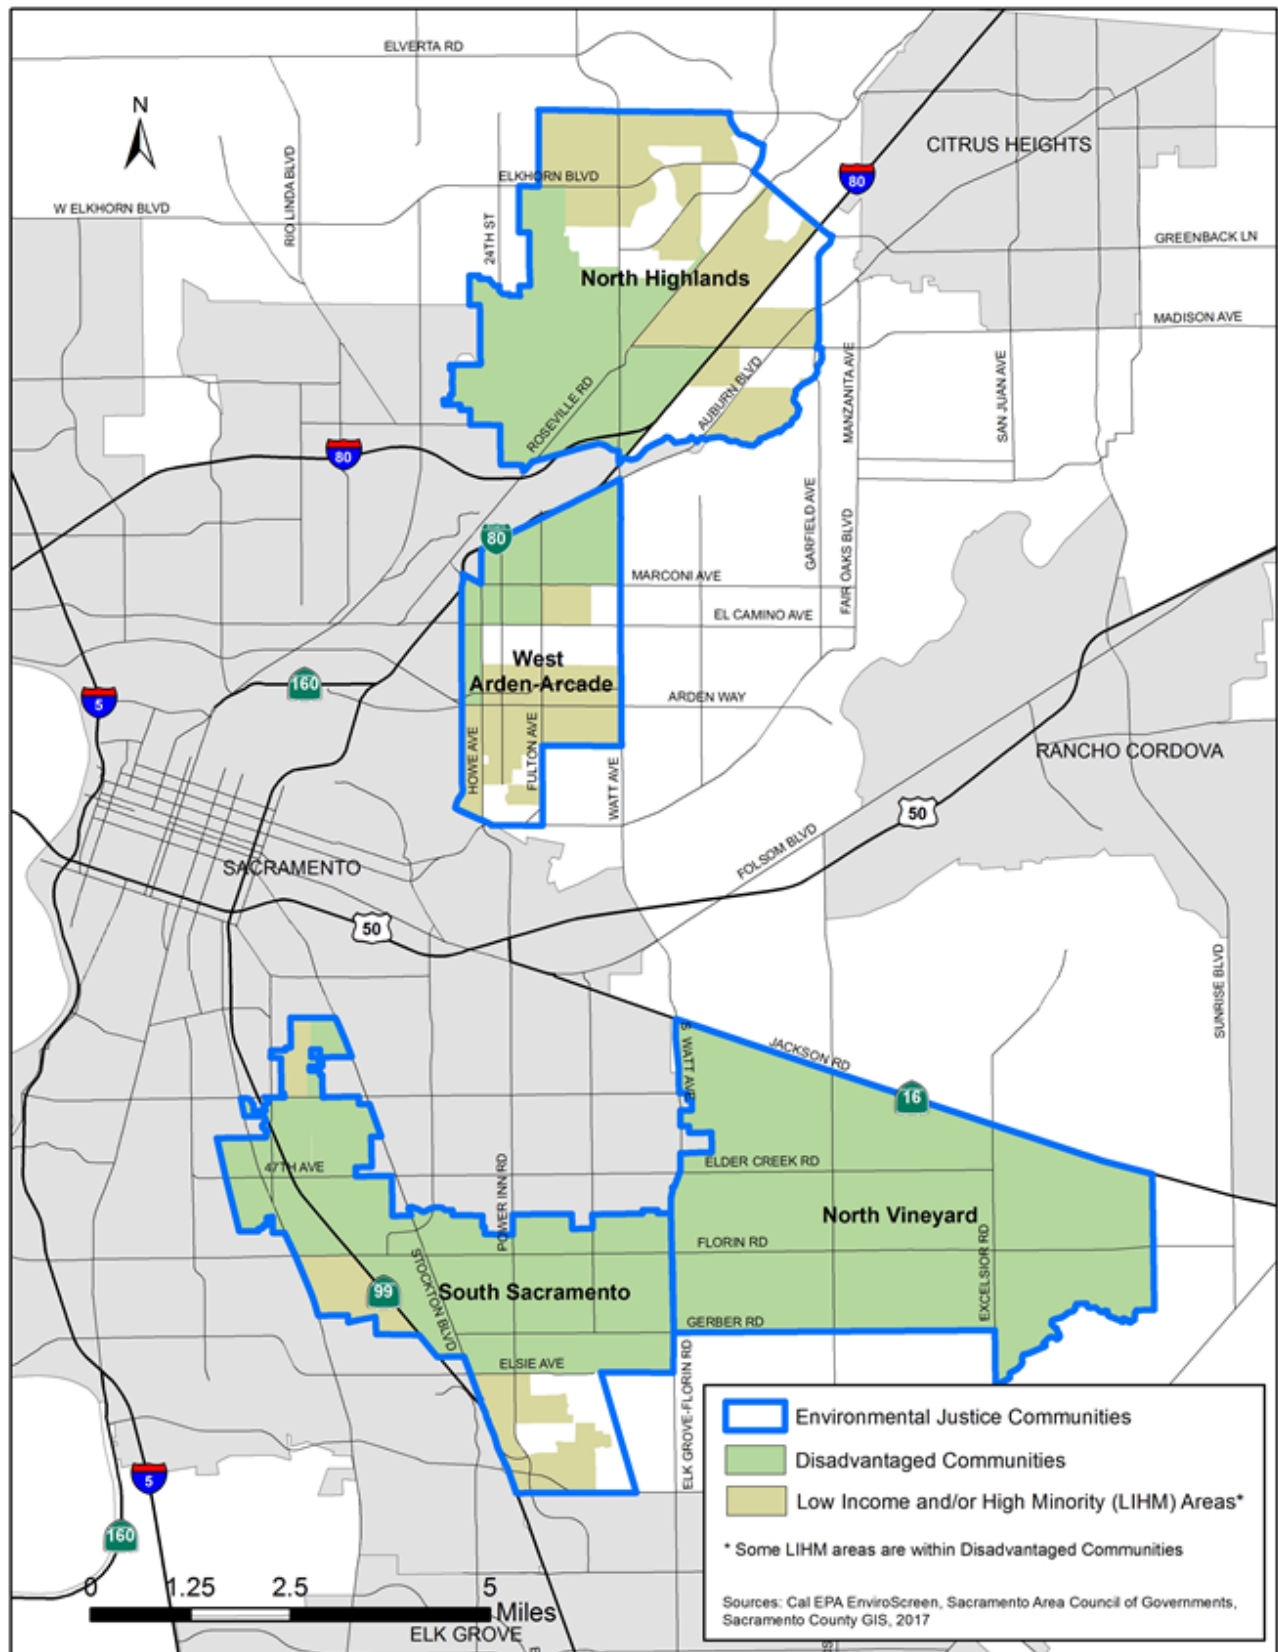 ELVERTA RD
N
CITRUS HEIGHTS
80
ELKHORN BLVD
W ELKHORN BLVD
RIO LINDA BLVD
24TH ST
GREENBACK LN
North Highlands
MADISON AVE
ROSEVILLE RD
AUBURN BLVD
MANZANITA AVE
SAN JUAN AVE
80
GARFIELD AVE
FAIR OAKS BLVD
80
MARCONI AVE
EL CAMINO AVE
West
Arden-Arcade
160
5
ARDEN WAY
HOWE AVE
FULTON AVE
WATT AVE
RANCHO CORDOVA
50
FOLSOM BLVD
SACRAMENTO
50
SUNRISE BLVD
S WATT AVE
JACKSON RD
16
47TH AVE
POWER INN RD
ELDER CREEK RD
North Vineyard
FLORIN RD
EXCELSIOR RD
99
STOCKTON BLVD
South Sacramento
GERBER RD
ELSIE AVE
ELK GROVE-FLORIN RD
5
160
Environmental Justice Communities
Disadvantaged Communities
Low Income and/or High Minority (LIHM) Areas*
* Some LIHM areas are within Disadvantaged Communities
Sources: Cal EPA EnviroScreen, Sacramento Area Council of Governments,
Sacramento County GIS, 2017
0 1.25 2.5 5
Miles
ELK GROVE